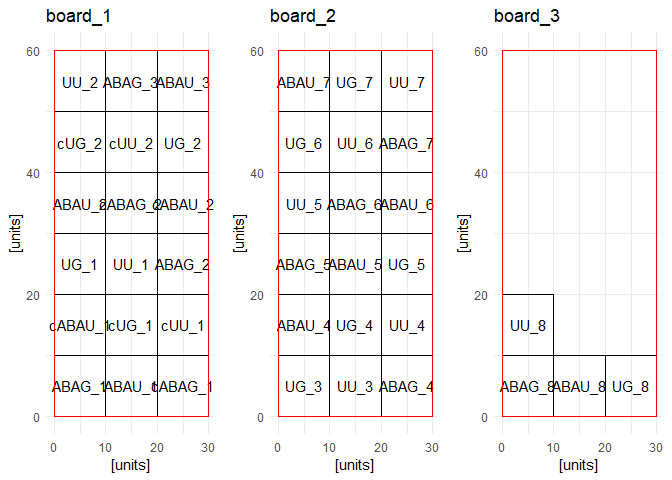 board_1 board_2 board_3
60 UU_2 ABAG_3 ABAU_3 60 ABAU_7 UG_7 UU_7 60
cUG_2 cUU_2 UG_2 UG_6 UU_6 ABAG_7
40 40 40
ABAU_2 cABAG_2 cABAU_2 UU_5 ABAG_6 ABAU_6
[units] [units] [units]
UG_1 UU_1 ABAG_2 ABAG_5 ABAU_5 UG_5
20 20 20
cABAU_1 cUG_1 cUU_1 ABAU_4 UG_4 UU_4 UU_8
ABAG_1 ABAU_1 cABAG_1 UG_3 UU_3 ABAG_4 ABAG_8 ABAU_8 UG_8
0 0 0
0 10 20 30 0 10 20 30 0 10 20 30
[units] [units] [units]